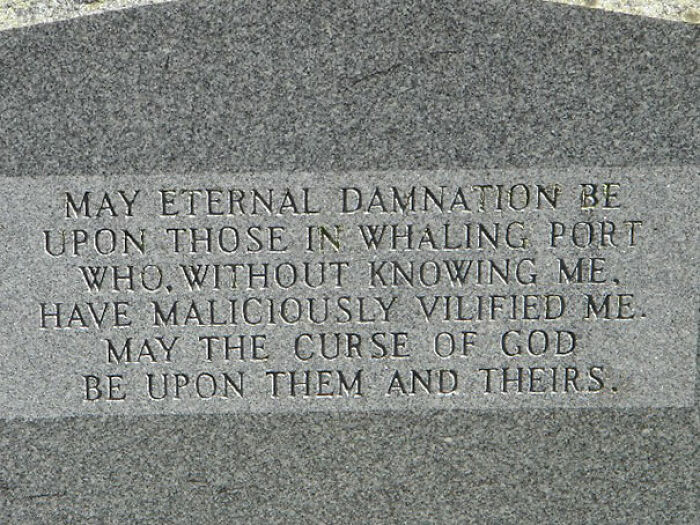 MAY ETERNAL DAMNATION BE
UPON THOSE IN WHALING PORT
WHO, WITHOUT KNOWING ME,
HAVE MALICIOUSLY VILIFIED ME.
MAY THE CURSE OF GOD
BE UPON THEM AND THEIRS.